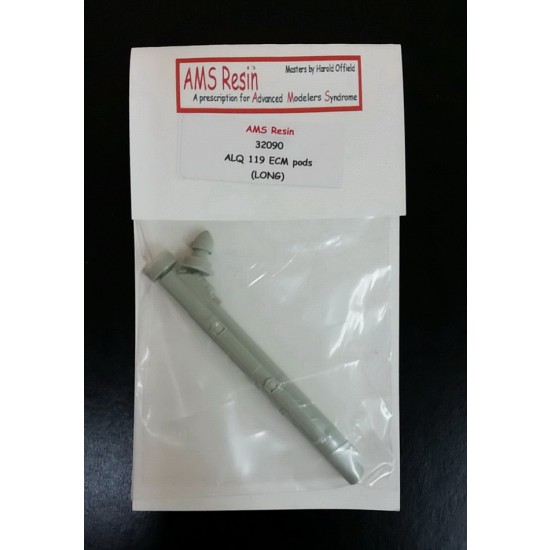 AMS Resin
Masters by Harold Offield
A prescription for Advanced Modelers Syndrome
AMS Resin
32090
ALQ 119 ECM pods
(LONG)